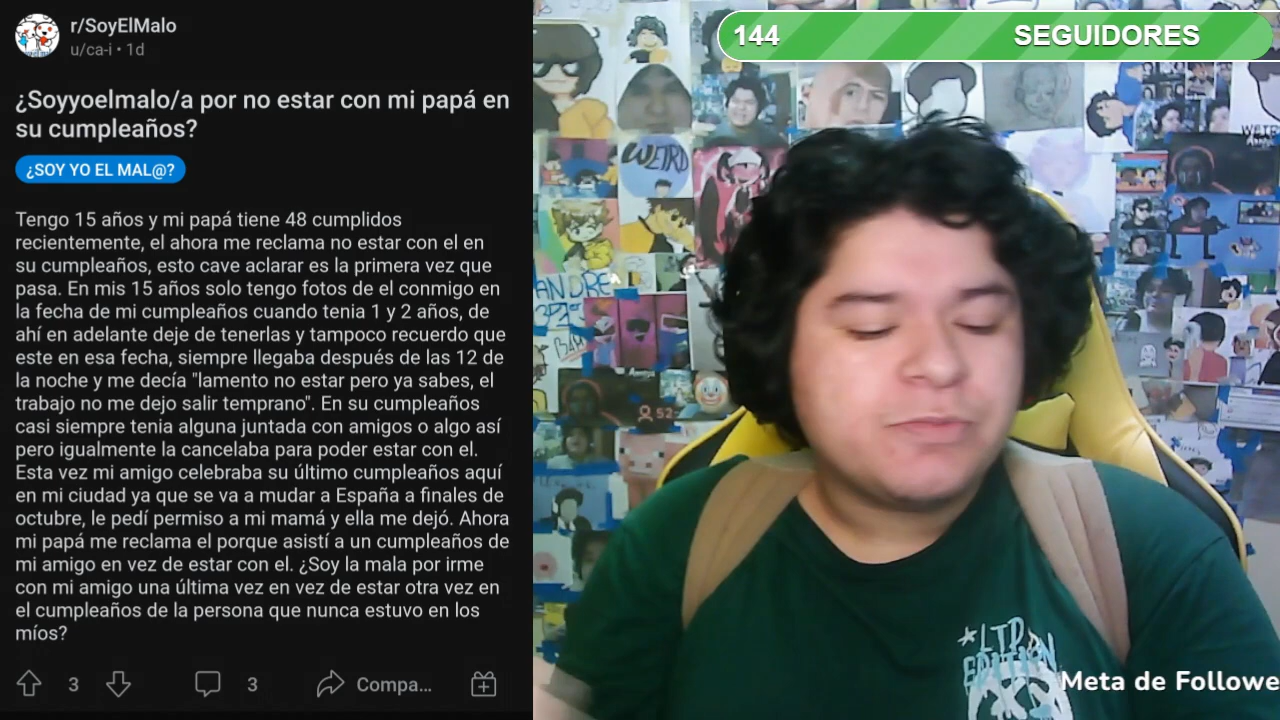 r/SoyElMalo
u/ca-i • 1d
¿Soyyoelmalo/a por no estar con mi papá en
su cumpleaños?
¿SOY YO EL MAL@?
Tengo 15 años y mi papá tiene 48 cumplidos
recientemente, el ahora me reclama no estar con el en
su cumpleaños, esto cave aclarar es la primera vez que
pasa. En mis 15 años solo tengo fotos de el conmigo en
la fecha de mi cumpleaños cuando tenia 1 y 2 años, de
ahí en adelante deje de tenerlas y tampoco recuerdo que
este en esa fecha, siempre llegaba después de las 12 de
la noche y me decía "lamento no estar pero ya sabes, el
trabajo no me dejo salir temprano". En su cumpleaños
casi siempre tenia alguna juntada con amigos o algo así
pero igualmente la cancelaba para poder estar con el.
Esta vez mi amigo celebraba su último cumpleaños aquí
en mi ciudad ya que se va a mudar a España a finales de
octubre, le pedí permiso a mi mamá y ella me dejó. Ahora
mi papá me reclama el porque asistí a un cumpleaños de
mi amigo en vez de estar con el. ¿Soy la mala por irme
con mi amigo una última vez en vez de estar otra vez en
el cumpleaños de la persona que nunca estuvo en los
míos?
3
3
Compa...
144
SEGUIDORES
WEIRD
ANDRE
52
*LTD
EDITION
Meta de Followe